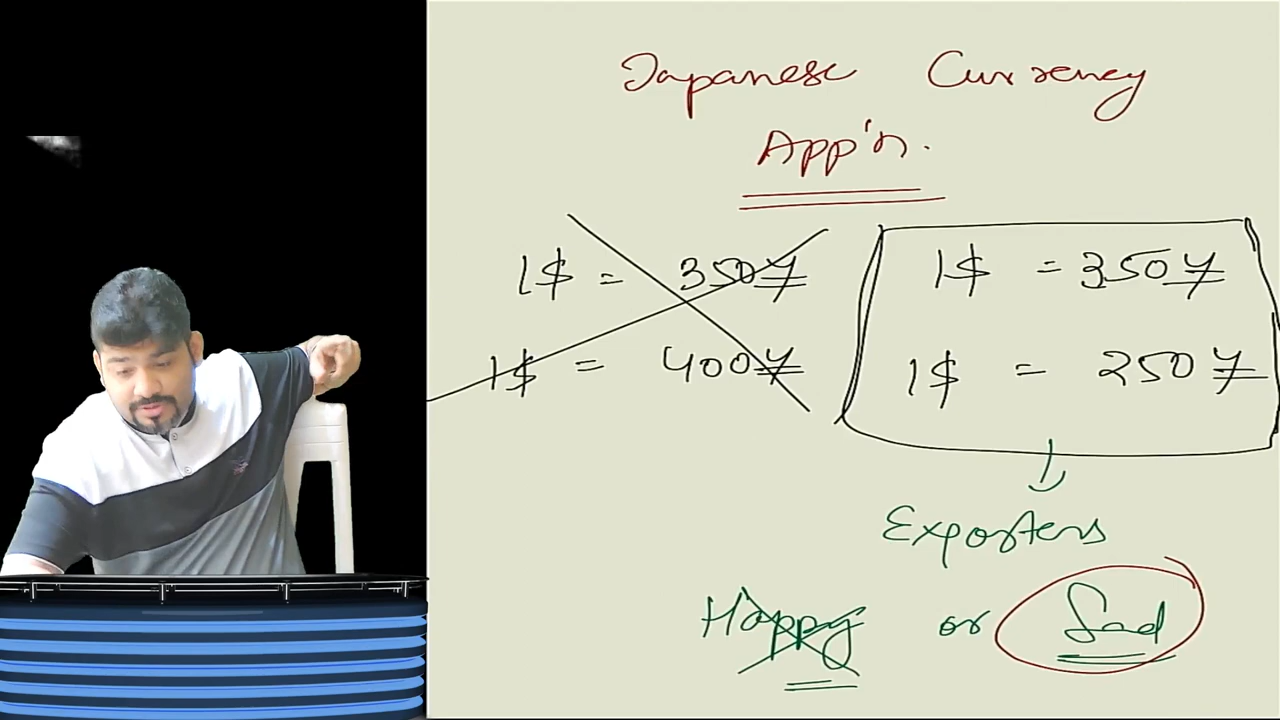 Japanese Currency
App'n.
1$ = 350¥
1$ = 400¥
1$ = 350¥
1$ = 250¥
Exporters
Happy or Sad